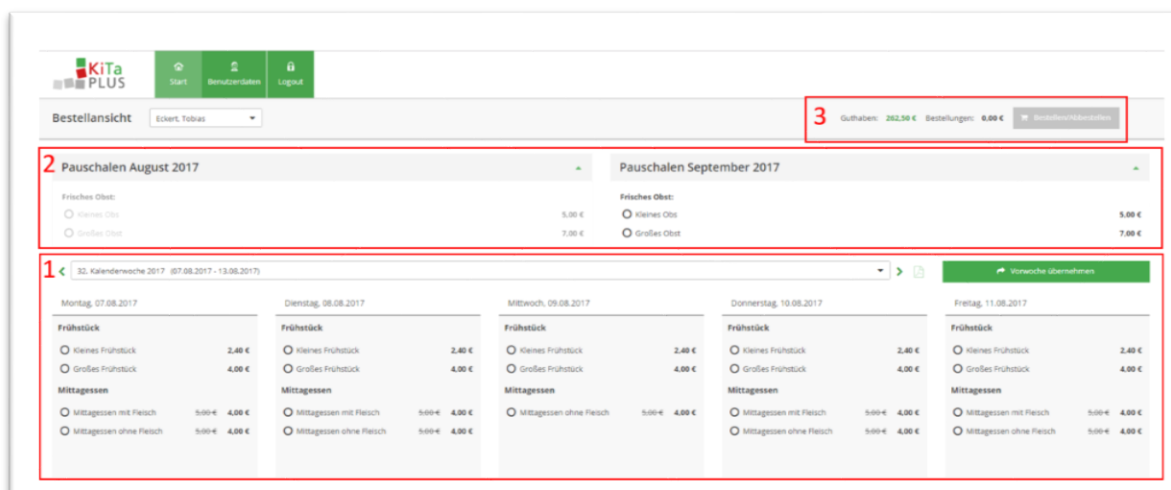 KiTa
PLUS
Start Benutzerdaten Logout
Bestellansicht Eckert, Tobias 3 Guthaben: 262,50 € Bestellungen: 0,00 € Bestellen/Abbestellen
2 Pauschalen August 2017 Pauschalen September 2017
Frisches Obst: Frisches Obst:
Kleines Obs 5,00 € Kleines Obs 5,00 €
Großes Obst 7,00 € Großes Obst 7,00 €
1 32. Kalenderwoche 2017 (07.08.2017 - 13.08.2017) Vorwoche übernehmen
Montag, 07.08.2017 Dienstag, 08.08.2017 Mittwoch, 09.08.2017 Donnerstag, 10.08.2017 Freitag, 11.08.2017
Frühstück Frühstück Frühstück Frühstück Frühstück
Kleines Frühstück 2,40 € Kleines Frühstück 2,40 € Kleines Frühstück 2,40 € Kleines Frühstück 2,40 € Kleines Frühstück 2,40 €
Großes Frühstück 4,00 € Großes Frühstück 4,00 € Großes Frühstück 4,00 € Großes Frühstück 4,00 € Großes Frühstück 4,00 €
Mittagessen Mittagessen Mittagessen Mittagessen Mittagessen
Mittagessen mit Fleisch 5,00 € 4,00 € Mittagessen mit Fleisch 5,00 € 4,00 € Mittagessen ohne Fleisch 5,00 € 4,00 € Mittagessen mit Fleisch 5,00 € 4,00 € Mittagessen mit Fleisch 5,00 € 4,00 €
Mittagessen ohne Fleisch 5,00 € 4,00 € Mittagessen ohne Fleisch 5,00 € 4,00 € Mittagessen ohne Fleisch 5,00 € 4,00 € Mittagessen ohne Fleisch 5,00 € 4,00 €